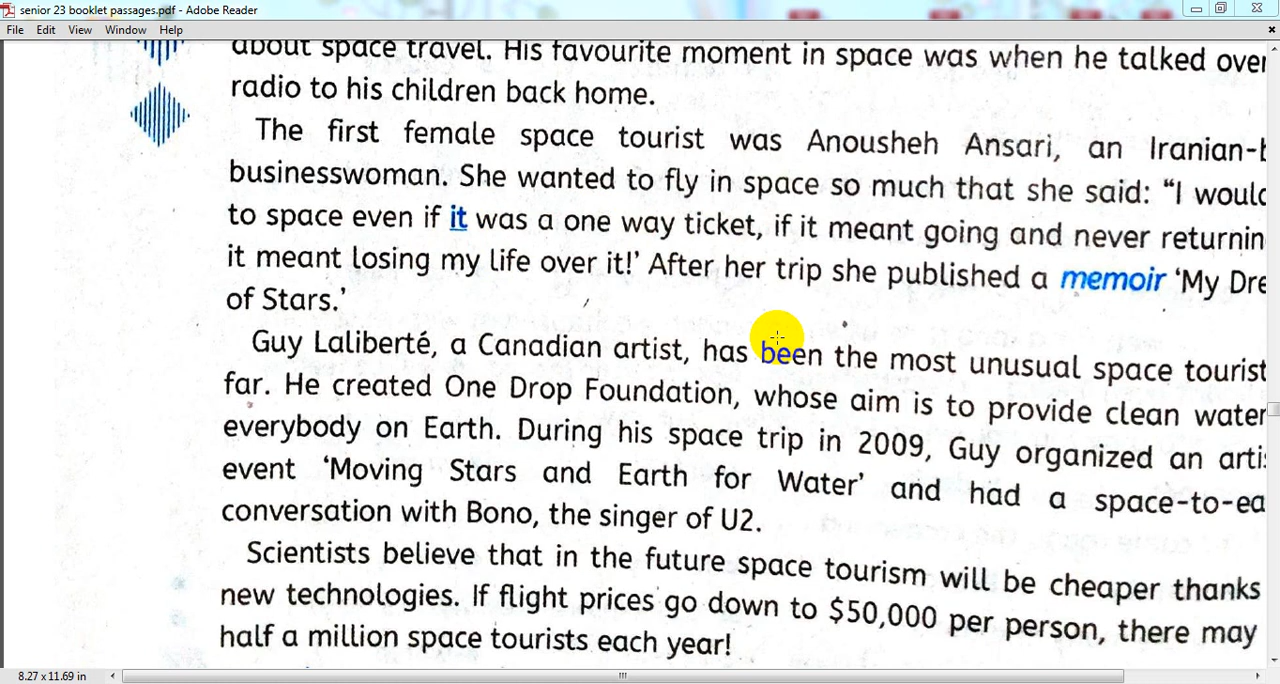 senior 23 booklet passages.pdf - Adobe Reader
File Edit View Window Help
about space travel. His favourite moment in space was when he talked over
radio to his children back home.
The first female space tourist was Anousheh Ansari, an Iranian-
businesswoman. She wanted to fly in space so much that she said: “I would
to space even if it was a one way ticket, if it meant going and never returnin
it meant losing my life over it!’ After her trip she published a memoir ‘My Dre
of Stars.’
Guy Laliberté, a Canadian artist, has been the most unusual space tourist
far. He created One Drop Foundation, whose aim is to provide clean water
everybody on Earth. During his space trip in 2009, Guy organized an arti
event ‘Moving Stars and Earth for Water’ and had a space-to-ea
conversation with Bono, the singer of U2.
Scientists believe that in the future space tourism will be cheaper thanks
new technologies. If flight prices go down to $50,000 per person, there may
half a million space tourists each year!
8.27 x 11.69 in